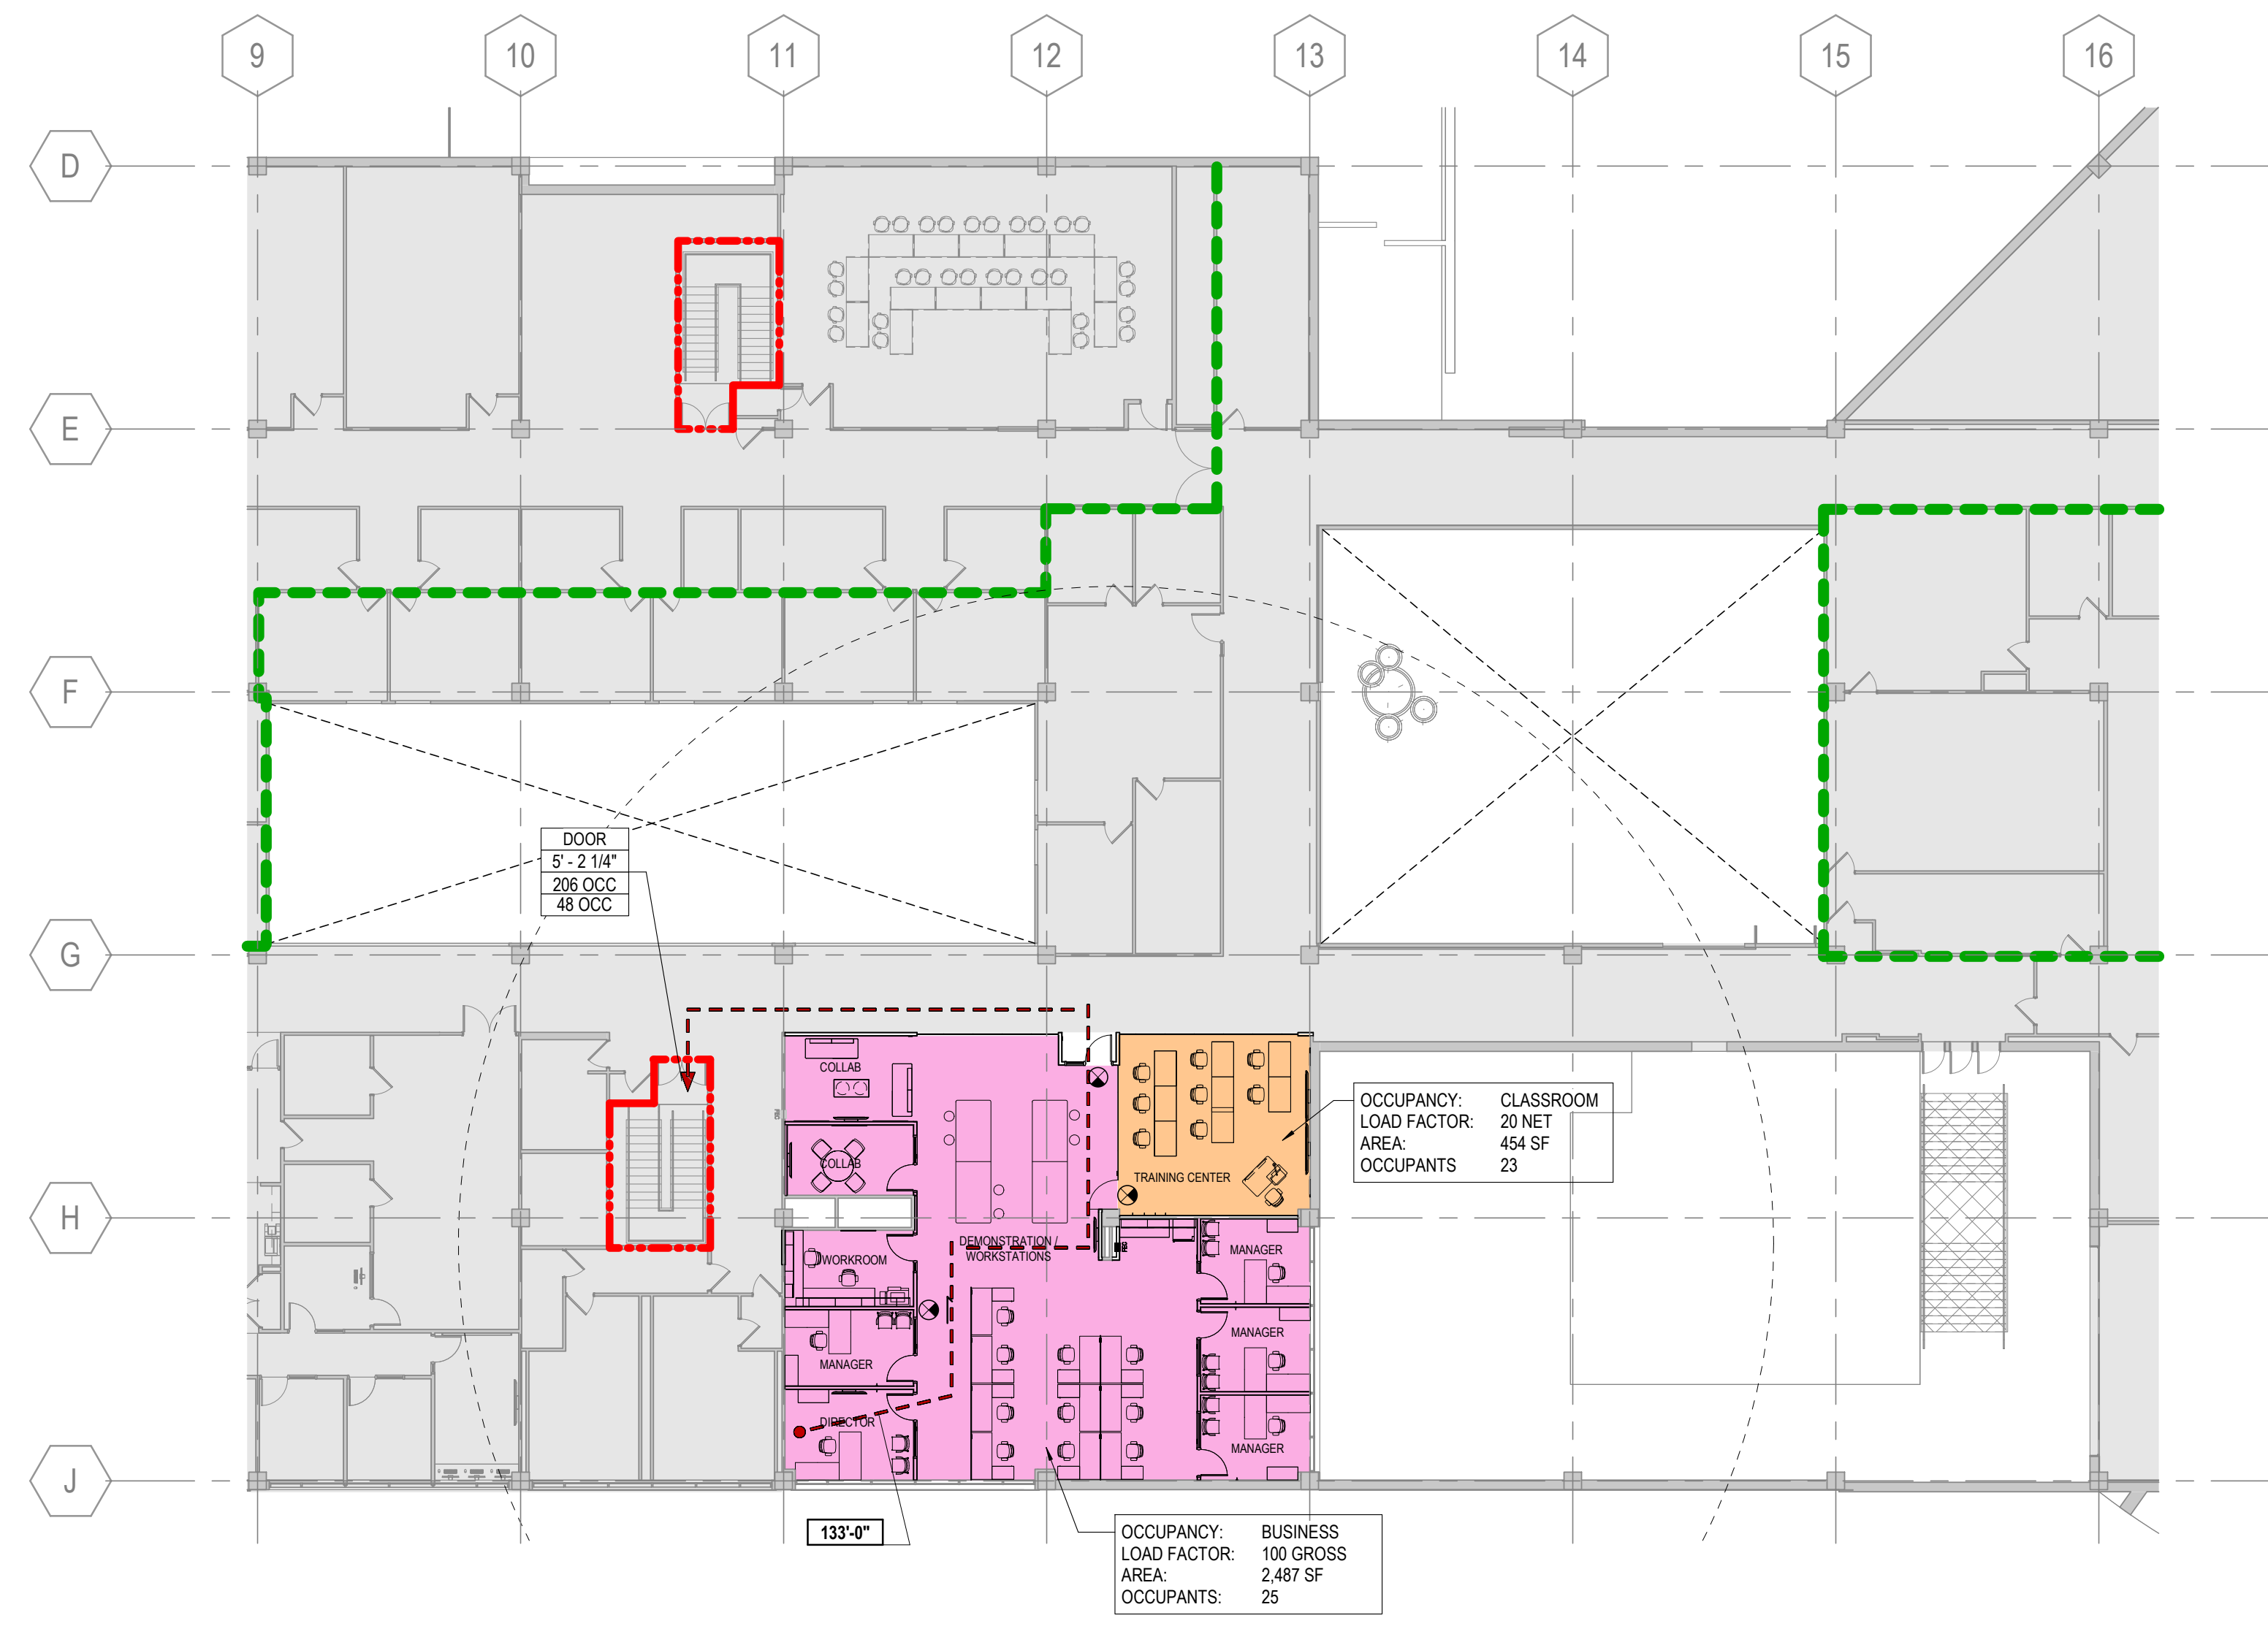 9 10 11 12 13 14 15 16
D
E
F
DOOR
5' - 2 1/4"
206 OCC
48 OCC
G
COLLAB
OCCUPANCY: CLASSROOM
LOAD FACTOR: 20 NET
AREA: 454 SF
OCCUPANTS 23
COLLAB
TRAINING CENTER
H
DEMONSTRATION /
WORKSTATIONS
FEC
FEC
MANAGER
WORKROOM
MANAGER
MANAGER
DIRECTOR
MANAGER
J
133'-0"
OCCUPANCY: BUSINESS
LOAD FACTOR: 100 GROSS
AREA: 2,487 SF
OCCUPANTS: 25